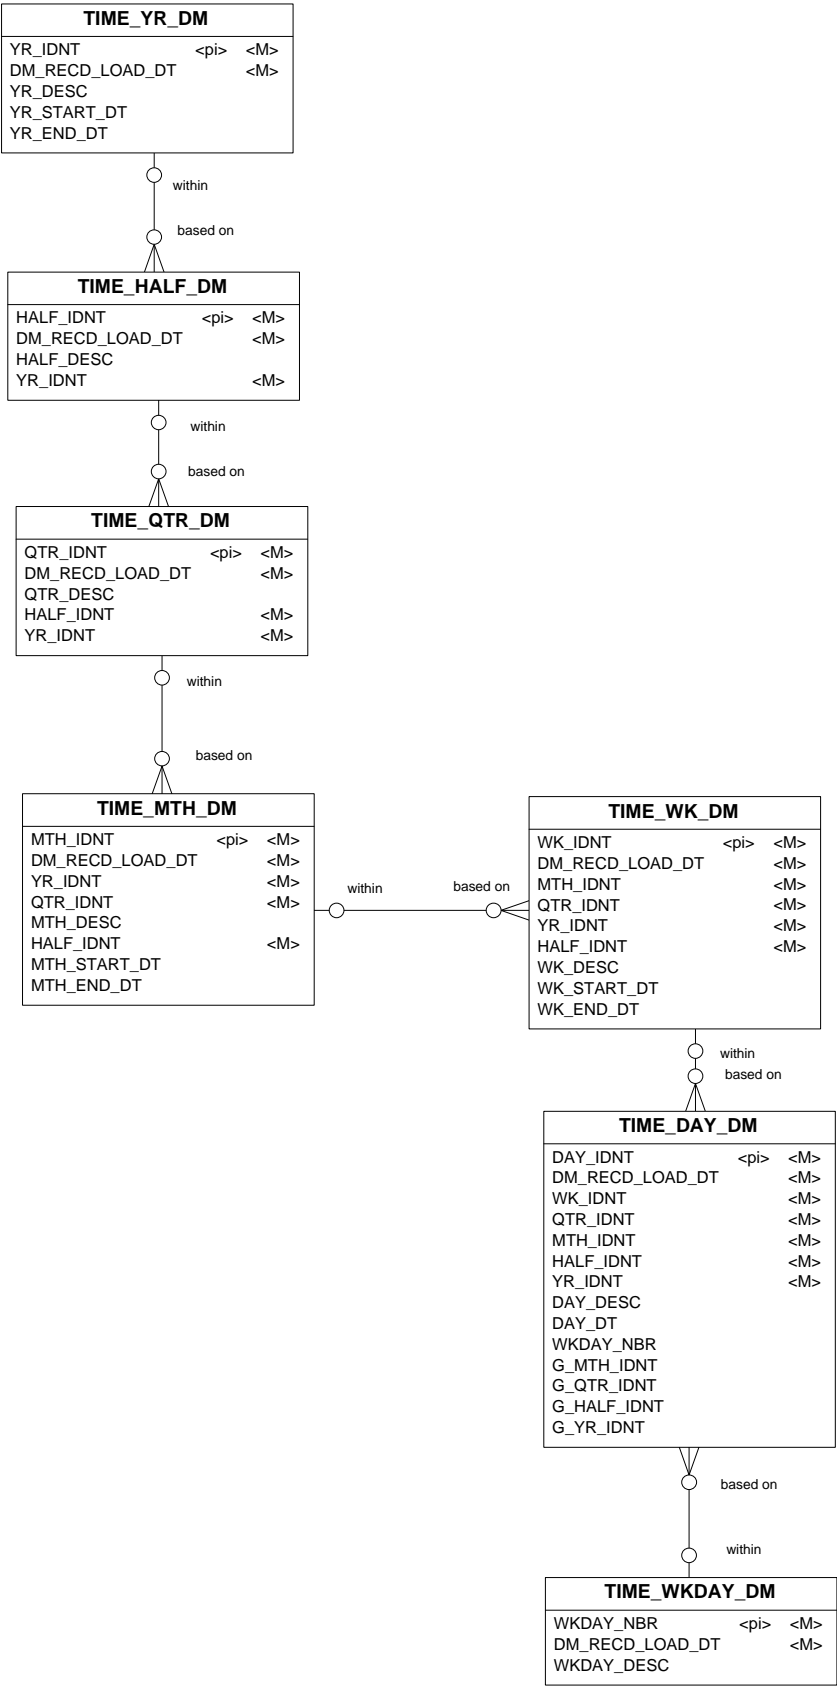 TIME_YR_DM
YR_IDNT <pi> <M>
DM_RECD_LOAD_DT <M>
YR_DESC
YR_START_DT
YR_END_DT
within
based on
TIME_HALF_DM
HALF_IDNT <pi> <M>
DM_RECD_LOAD_DT <M>
HALF_DESC
YR_IDNT <M>
within
based on
TIME_QTR_DM
QTR_IDNT <pi> <M>
DM_RECD_LOAD_DT <M>
QTR_DESC
HALF_IDNT <M>
YR_IDNT <M>
within
based on
TIME_MTH_DM
MTH_IDNT <pi> <M>
DM_RECD_LOAD_DT <M>
YR_IDNT <M>
QTR_IDNT <M>
MTH_DESC
HALF_IDNT <M>
MTH_START_DT
MTH_END_DT
within
based on
TIME_WK_DM
WK_IDNT <pi> <M>
DM_RECD_LOAD_DT <M>
MTH_IDNT <M>
QTR_IDNT <M>
YR_IDNT <M>
HALF_IDNT <M>
WK_DESC
WK_START_DT
WK_END_DT
within
based on
TIME_DAY_DM
DAY_IDNT <pi> <M>
DM_RECD_LOAD_DT <M>
WK_IDNT <M>
QTR_IDNT <M>
MTH_IDNT <M>
HALF_IDNT <M>
YR_IDNT <M>
DAY_DESC
DAY_DT
WKDAY_NBR
G_MTH_IDNT
G_QTR_IDNT
G_HALF_IDNT
G_YR_IDNT
based on
within
TIME_WKDAY_DM
WKDAY_NBR <pi> <M>
DM_RECD_LOAD_DT <M>
WKDAY_DESC